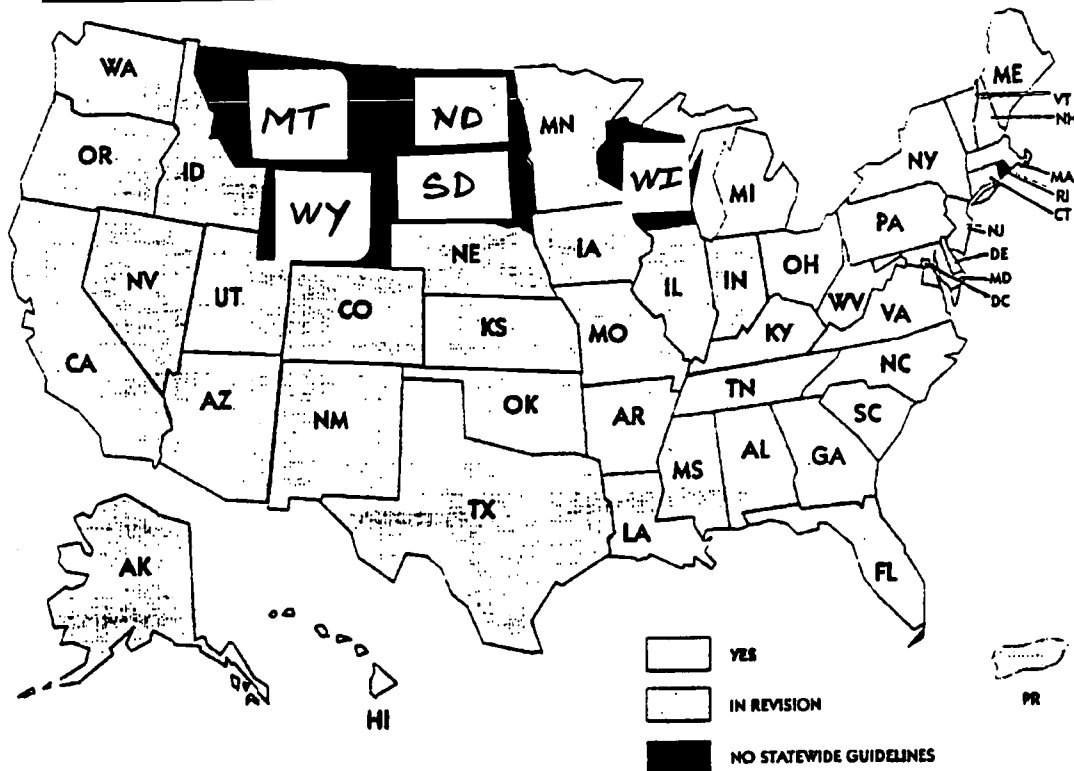 WA
MT
ND
MN
ME
VT
NH
OR
ID
SD
WI
MI
NY
MA
RI
CT
WY
PA
NJ
NE
IA
OH
DE
MD
DC
NV
UT
CO
IL
IN
WV
VA
KS
MO
KY
CA
NC
AZ
NM
OK
AR
TN
SC
MS
AL
GA
TX
LA
AK
FL
HI
PR
YES
IN REVISION
NO STATEWIDE GUIDELINES